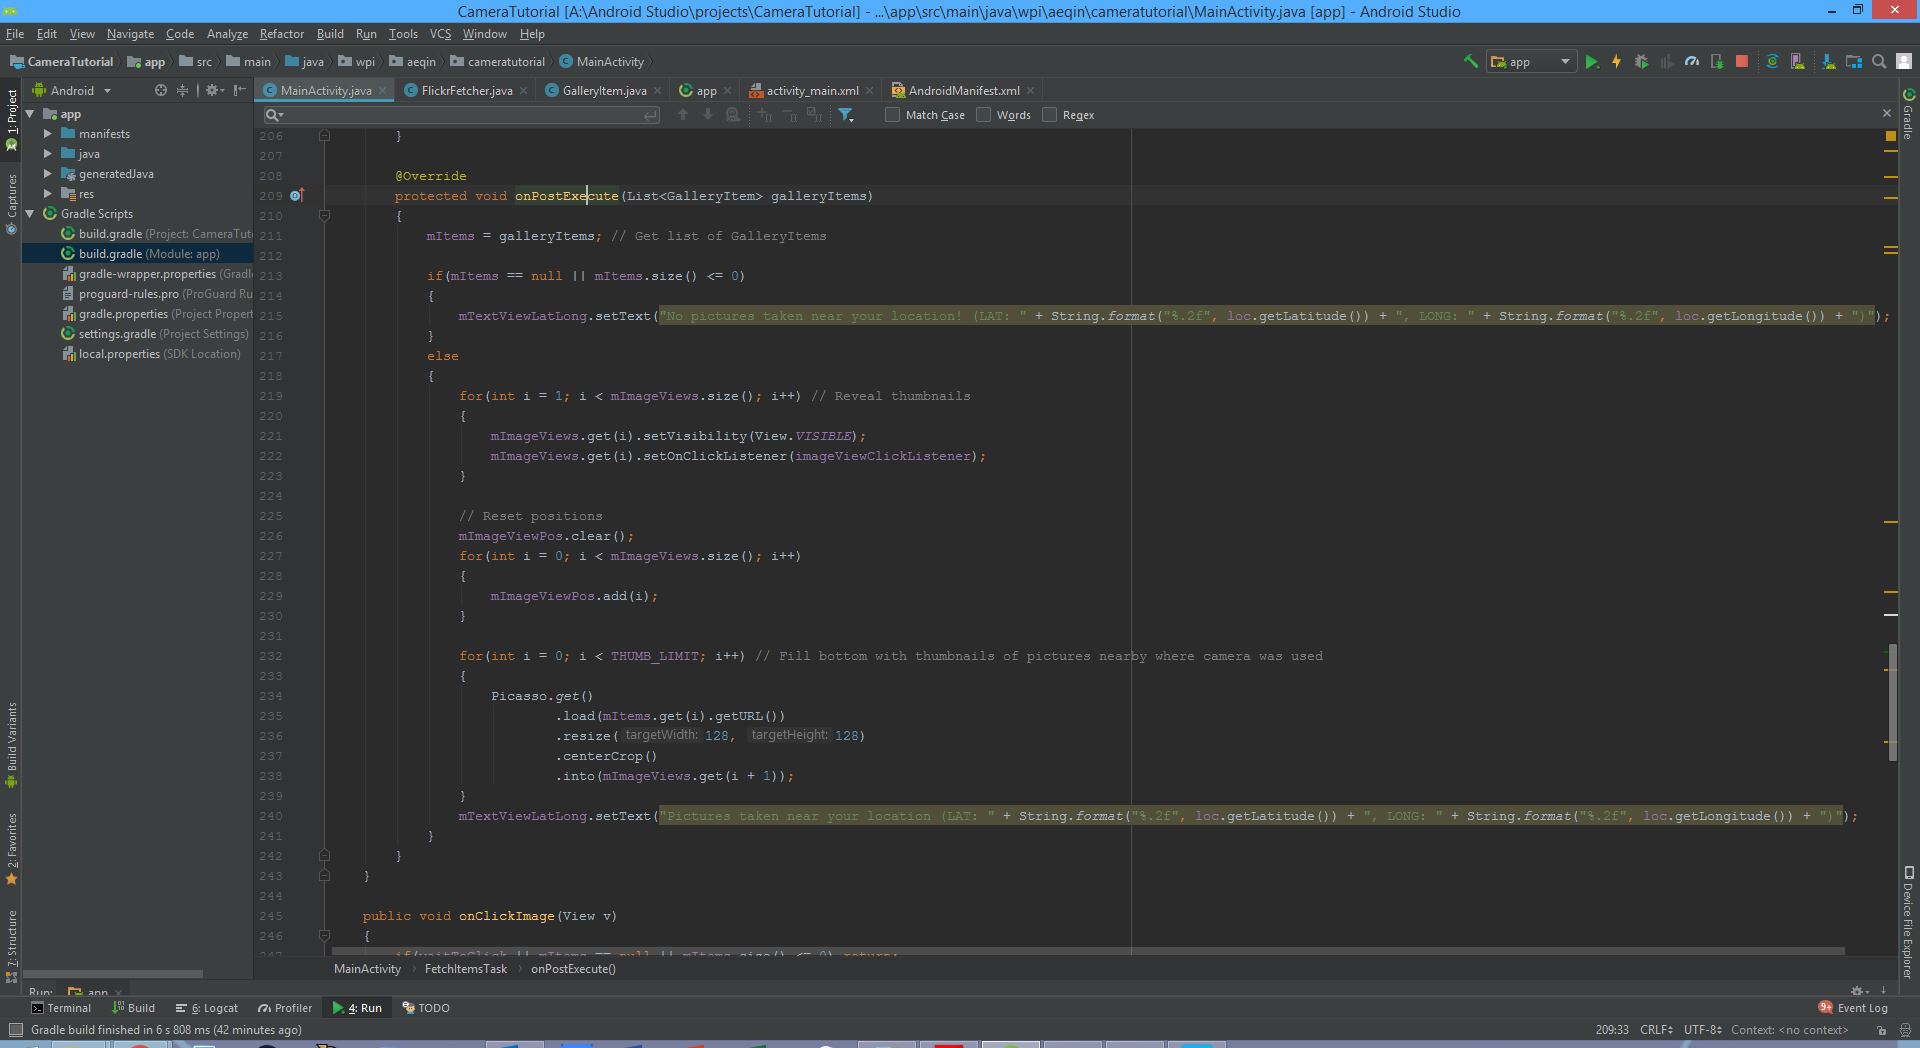 CameraTutorial [A:\Android Studio\projects\CameraTutorial] - ...\app\src\main\java\wpi\aeqin\cameratutorial\MainActivity.java [app] - Android Studio
File Edit View Navigate Code Analyze Refactor Build Run Tools VCS Window Help
CameraTutorial app src main java wpi aeqin cameratutorial MainActivity app
Android MainActivity.java FlickrFetcher.java GalleryItem.java app activity_main.xml AndroidManifest.xml
Match Case Words Regex
1: Project
Captures
Build Variants
2: Favorites
7: Structure
Gradle
Device File Explorer
app
manifests
java
generatedJava
res
Gradle Scripts
build.gradle (Project: CameraTut
build.gradle (Module: app)
gradle-wrapper.properties (Gradl
proguard-rules.pro (ProGuard Ru
gradle.properties (Project Propert
settings.gradle (Project Settings)
local.properties (SDK Location)
206 }
207
208 @Override
209 protected void onPostExecute(List<GalleryItem> galleryItems)
210 {
211 mItems = galleryItems; // Get list of GalleryItems
212
213 if(mItems == null || mItems.size() <= 0)
214 {
215 mTextViewLatLong.setText("No pictures taken near your location! (LAT: " + String.format("%.2f", loc.getLatitude()) + ", LONG: " + String.format("%.2f", loc.getLongitude()) + ")");
216 }
217 else
218 {
219 for(int i = 1; i < mImageViews.size(); i++) // Reveal thumbnails
220 {
221 mImageViews.get(i).setVisibility(View.VISIBLE);
222 mImageViews.get(i).setOnClickListener(imageViewClickListener);
223 }
224
225 // Reset positions
226 mImageViewPos.clear();
227 for(int i = 0; i < mImageViews.size(); i++)
228 {
229 mImageViewPos.add(i);
230 }
231
232 for(int i = 0; i < THUMB_LIMIT; i++) // Fill bottom with thumbnails of pictures nearby where camera was used
233 {
234 Picasso.get()
235 .load(mItems.get(i).getURL())
236 .resize( targetWidth: 128, targetHeight: 128)
237 .centerCrop()
238 .into(mImageViews.get(i + 1));
239 }
240 mTextViewLatLong.setText("Pictures taken near your location (LAT: " + String.format("%.2f", loc.getLatitude()) + ", LONG: " + String.format("%.2f", loc.getLongitude()) + ")");
241 }
242 }
243 }
244
245 public void onClickImage(View v)
246 {
247 if(waitToClick || mItems == null || mItems.size() <= 0) return;
MainActivity FetchItemsTask onPostExecute()
Run: app
Terminal Build 6: Logcat Profiler 4: Run TODO 9+ Event Log
Gradle build finished in 6 s 808 ms (42 minutes ago) 209:33 CRLF UTF-8 Context: <no context>